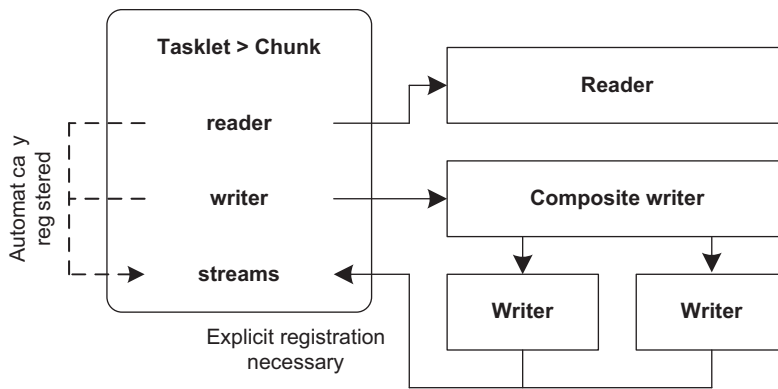 Tasklet > Chunk
reader
writer
streams
Automat ca y
reg stered
Reader
Composite writer
Writer
Writer
Explicit registration
necessary